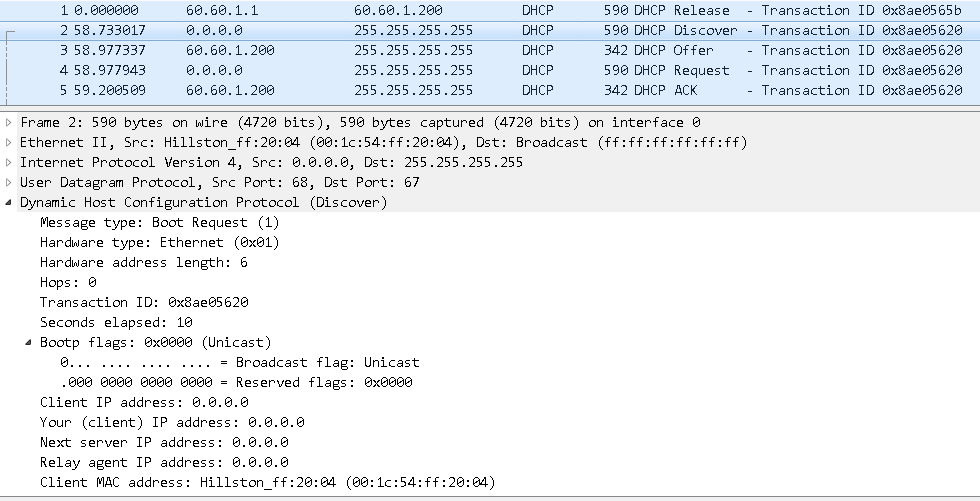 1 0.000000 60.60.1.1 60.60.1.200 DHCP 590 DHCP Release - Transaction ID 0x8ae0565b
2 58.733017 0.0.0.0 255.255.255.255 DHCP 590 DHCP Discover - Transaction ID 0x8ae05620
3 58.977337 60.60.1.200 255.255.255.255 DHCP 342 DHCP Offer - Transaction ID 0x8ae05620
4 58.977943 0.0.0.0 255.255.255.255 DHCP 590 DHCP Request - Transaction ID 0x8ae05620
5 59.200509 60.60.1.200 255.255.255.255 DHCP 342 DHCP ACK - Transaction ID 0x8ae05620
Frame 2: 590 bytes on wire (4720 bits), 590 bytes captured (4720 bits) on interface 0
Ethernet II, Src: Hillston_ff:20:04 (00:1c:54:ff:20:04), Dst: Broadcast (ff:ff:ff:ff:ff:ff)
Internet Protocol Version 4, Src: 0.0.0.0, Dst: 255.255.255.255
User Datagram Protocol, Src Port: 68, Dst Port: 67
Dynamic Host Configuration Protocol (Discover)
Message type: Boot Request (1)
Hardware type: Ethernet (0x01)
Hardware address length: 6
Hops: 0
Transaction ID: 0x8ae05620
Seconds elapsed: 10
Bootp flags: 0x0000 (Unicast)
0... .... .... .... = Broadcast flag: Unicast
.000 0000 0000 0000 = Reserved flags: 0x0000
Client IP address: 0.0.0.0
Your (client) IP address: 0.0.0.0
Next server IP address: 0.0.0.0
Relay agent IP address: 0.0.0.0
Client MAC address: Hillston_ff:20:04 (00:1c:54:ff:20:04)